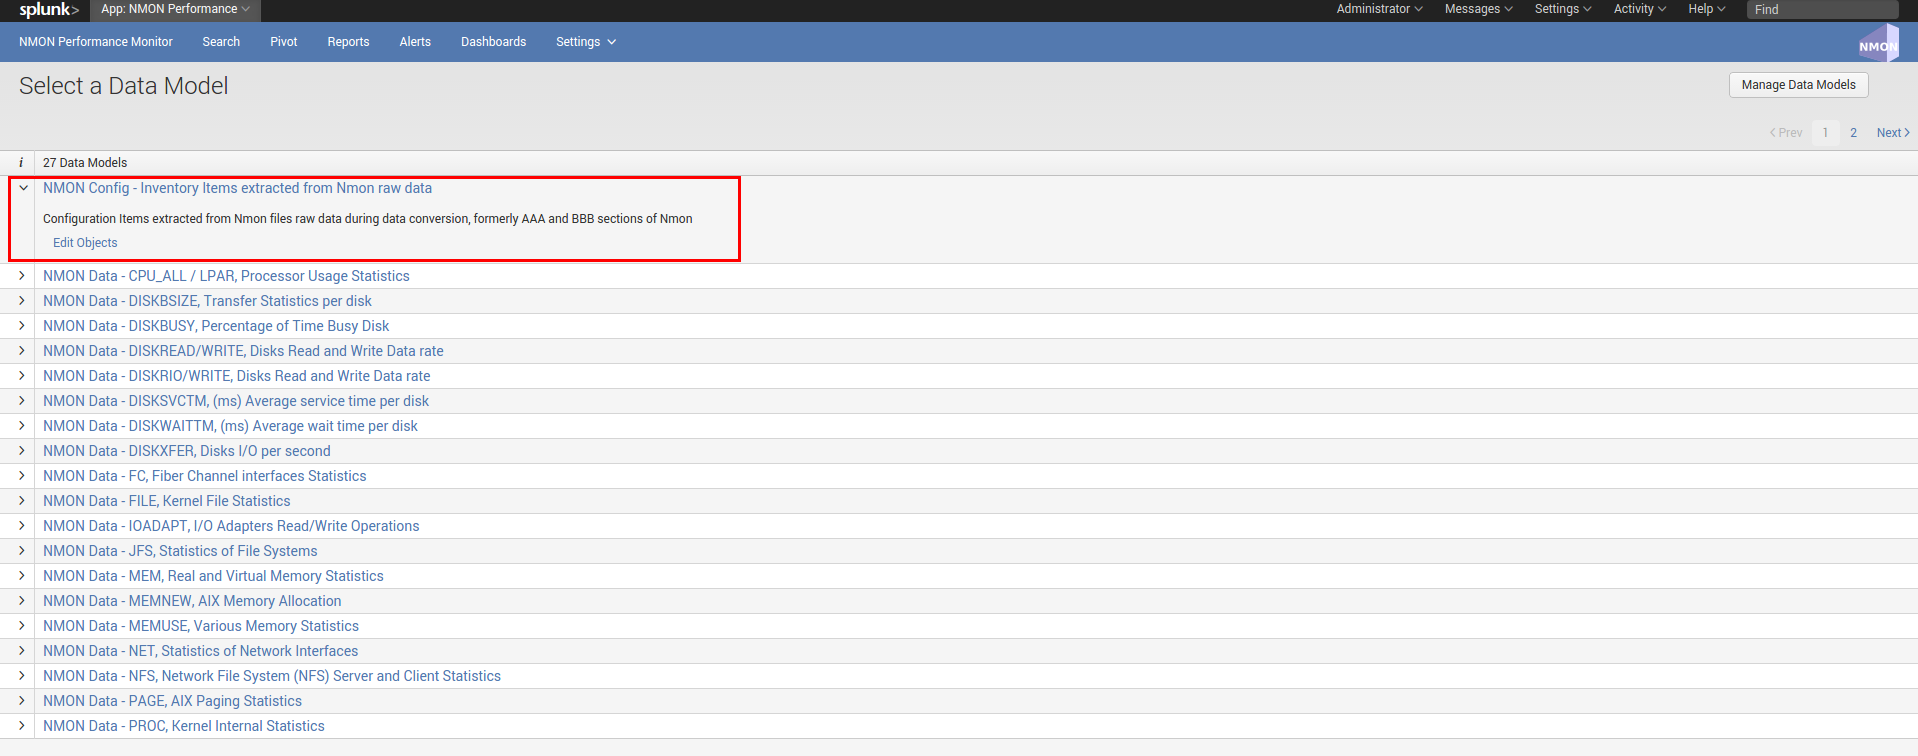 splunk> App: NMON Performance Administrator Messages Settings Activity Help Find
NMON Performance Monitor Search Pivot Reports Alerts Dashboards Settings NMON
Select a Data Model Manage Data Models
< Prev 1 2 Next >
i 27 Data Models
NMON Config - Inventory Items extracted from Nmon raw data
Configuration Items extracted from Nmon files raw data during data conversion, formerly AAA and BBB sections of Nmon
Edit Objects
NMON Data - CPU_ALL / LPAR, Processor Usage Statistics
NMON Data - DISKBSIZE, Transfer Statistics per disk
NMON Data - DISKBUSY, Percentage of Time Busy Disk
NMON Data - DISKREAD/WRITE, Disks Read and Write Data rate
NMON Data - DISKRIO/WRITE, Disks Read and Write Data rate
NMON Data - DISKSVCTM, (ms) Average service time per disk
NMON Data - DISKWAITTM, (ms) Average wait time per disk
NMON Data - DISKXFER, Disks I/O per second
NMON Data - FC, Fiber Channel interfaces Statistics
NMON Data - FILE, Kernel File Statistics
NMON Data - IOADAPT, I/O Adapters Read/Write Operations
NMON Data - JFS, Statistics of File Systems
NMON Data - MEM, Real and Virtual Memory Statistics
NMON Data - MEMNEW, AIX Memory Allocation
NMON Data - MEMUSE, Various Memory Statistics
NMON Data - NET, Statistics of Network Interfaces
NMON Data - NFS, Network File System (NFS) Server and Client Statistics
NMON Data - PAGE, AIX Paging Statistics
NMON Data - PROC, Kernel Internal Statistics